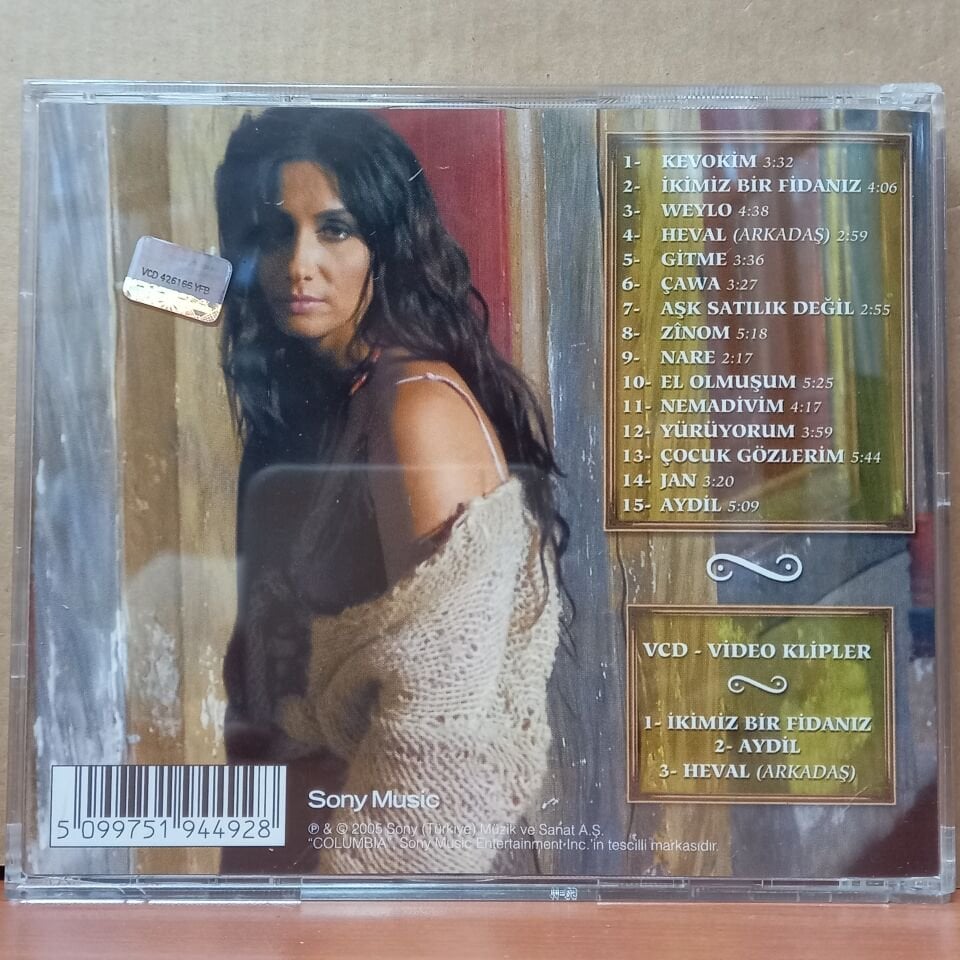 VCD 426166 YFB
1- KEVOKİM 3:32
2- İKİMİZ BİR FİDANIZ 4:06
3- WEYLO 4:38
4- HEVAL (ARKADAŞ) 2:59
5- GİTME 3:36
6- ÇAWA 3:27
7- AŞK SATILIK DEĞİL 2:55
8- ZÎNOM 5:18
9- NARE 2:17
10- EL OLMUŞUM 5:25
11- NEMADİVİM 4:17
12- YÜRÜYORUM 3:59
13- ÇOCUK GÖZLERİM 5:44
14- JAN 3:20
15- AYDİL 5:09
VCD - VİDEO KLİPLER
1- İKİMİZ BİR FİDANIZ
2- AYDİL
3- HEVAL (ARKADAŞ)
5 099751 944928
Sony Music
℗ & © 2005 Sony (Türkiye) Müzik ve Sanat A.Ş.
"COLUMBIA" Sony Music Entertainment Inc.'in tescilli markasıdır.